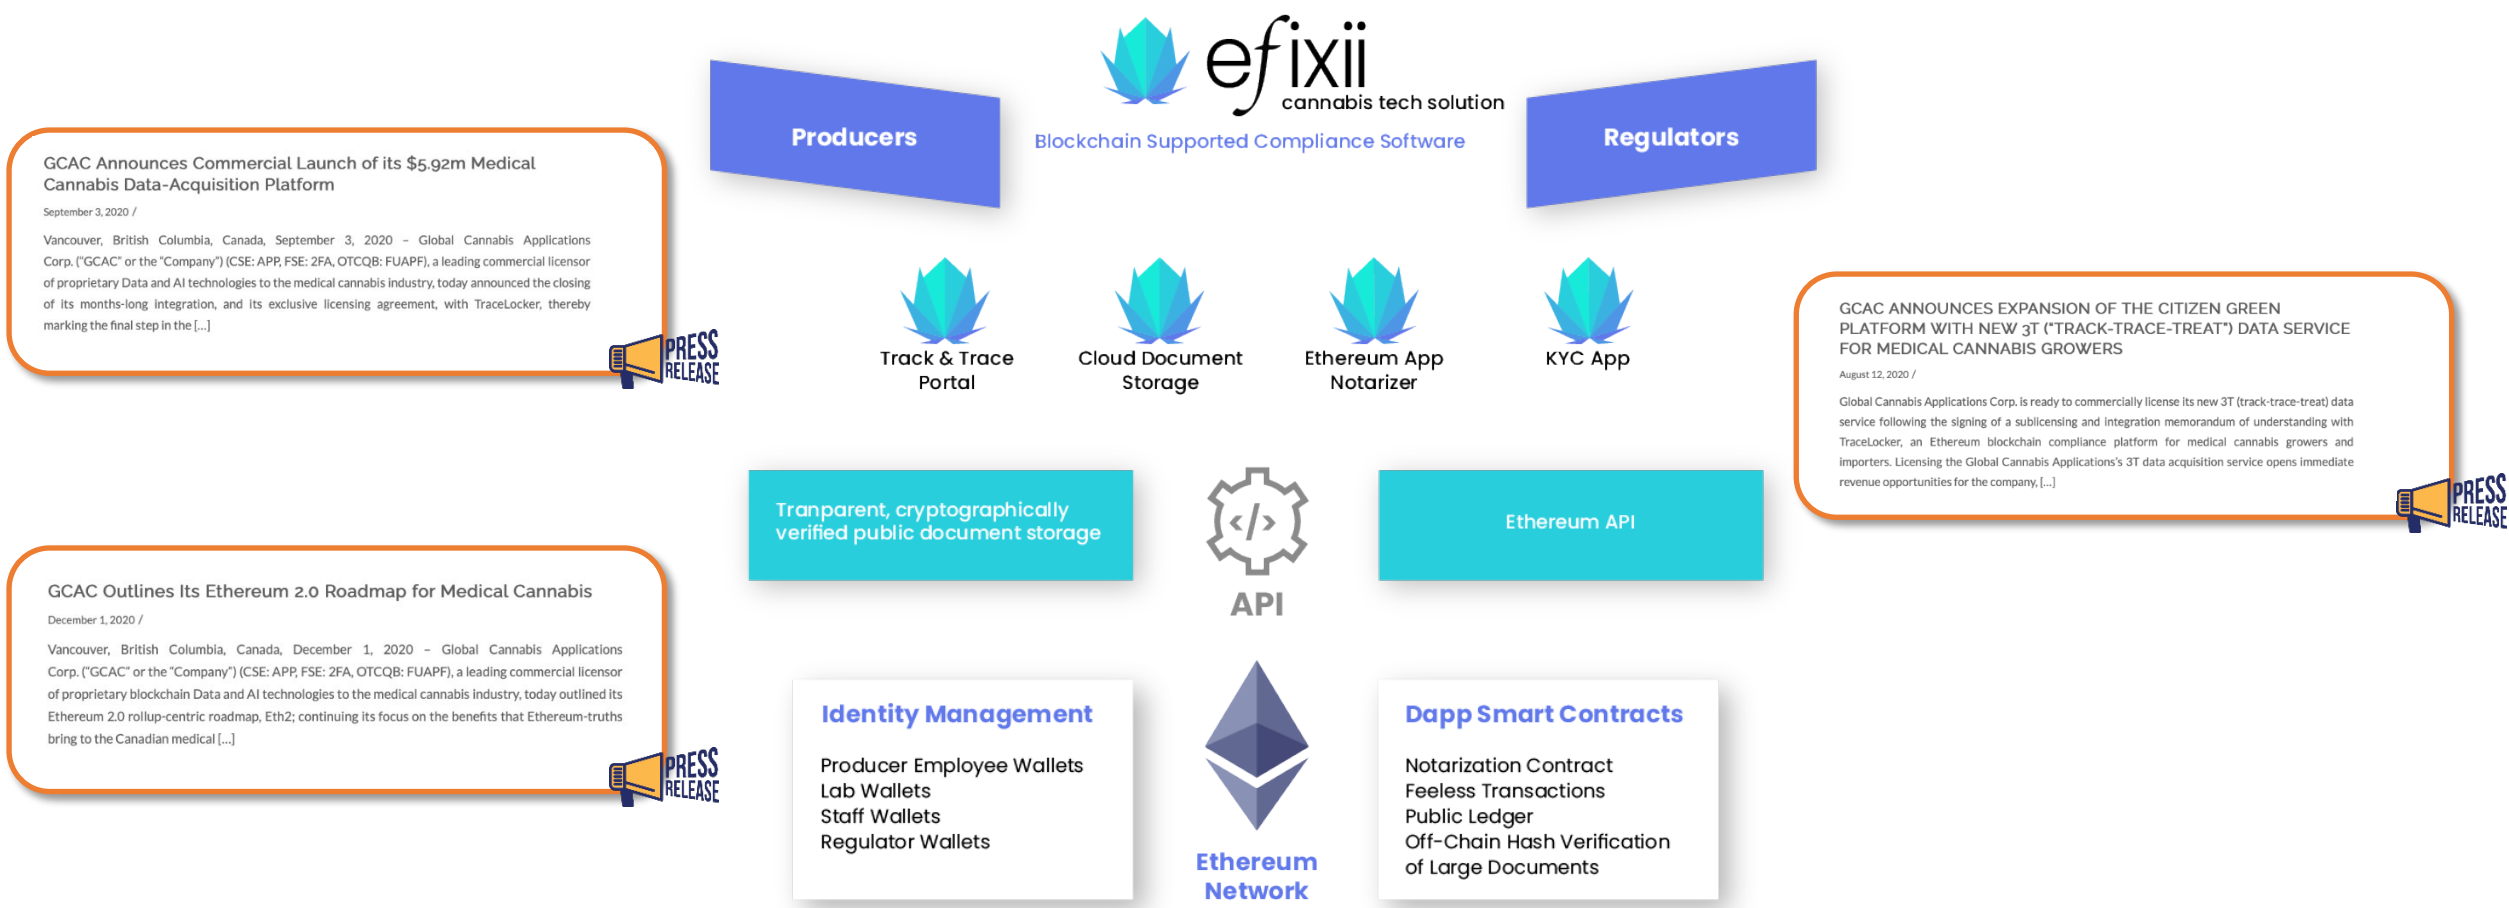 efixii
cannabis tech solution
Blockchain Supported Compliance Software
Producers
Regulators
GCAC Announces Commercial Launch of its $5.92m Medical
Cannabis Data-Acquisition Platform
September 3, 2020 /
Vancouver, British Columbia, Canada, September 3, 2020 – Global Cannabis Applications
Corp. ("GCAC" or the "Company") (CSE: APP, FSE: 2FA, OTCQB: FUAPF), a leading commercial licensor
of proprietary Data and AI technologies to the medical cannabis industry, today announced the closing
of its months-long integration, and its exclusive licensing agreement, with TraceLocker, thereby
marking the final step in the [...]
PRESS
RELEASE
Track & Trace
Portal
Cloud Document
Storage
Ethereum App
Notarizer
KYC App
GCAC ANNOUNCES EXPANSION OF THE CITIZEN GREEN
PLATFORM WITH NEW 3T ("TRACK-TRACE-TREAT") DATA SERVICE
FOR MEDICAL CANNABIS GROWERS
August 12, 2020 /
Global Cannabis Applications Corp. is ready to commercially license its new 3T (track-trace-treat) data
service following the signing of a sublicensing and integration memorandum of understanding with
TraceLocker, an Ethereum blockchain compliance platform for medical cannabis growers and
importers. Licensing the Global Cannabis Applications's 3T data acquisition service opens immediate
revenue opportunities for the company, [...]
PRESS
RELEASE
Tranparent, cryptographically
verified public document storage
</>
API
Ethereum API
GCAC Outlines Its Ethereum 2.0 Roadmap for Medical Cannabis
December 1, 2020 /
Vancouver, British Columbia, Canada, December 1, 2020 – Global Cannabis Applications
Corp. ("GCAC" or the "Company") (CSE: APP, FSE: 2FA, OTCQB: FUAPF), a leading commercial licensor
of proprietary blockchain Data and AI technologies to the medical cannabis industry, today outlined its
Ethereum 2.0 rollup-centric roadmap, Eth2; continuing its focus on the benefits that Ethereum-truths
bring to the Canadian medical [...]
PRESS
RELEASE
Identity Management
Producer Employee Wallets
Lab Wallets
Staff Wallets
Regulator Wallets
Ethereum
Network
Dapp Smart Contracts
Notarization Contract
Feeless Transactions
Public Ledger
Off-Chain Hash Verification
of Large Documents